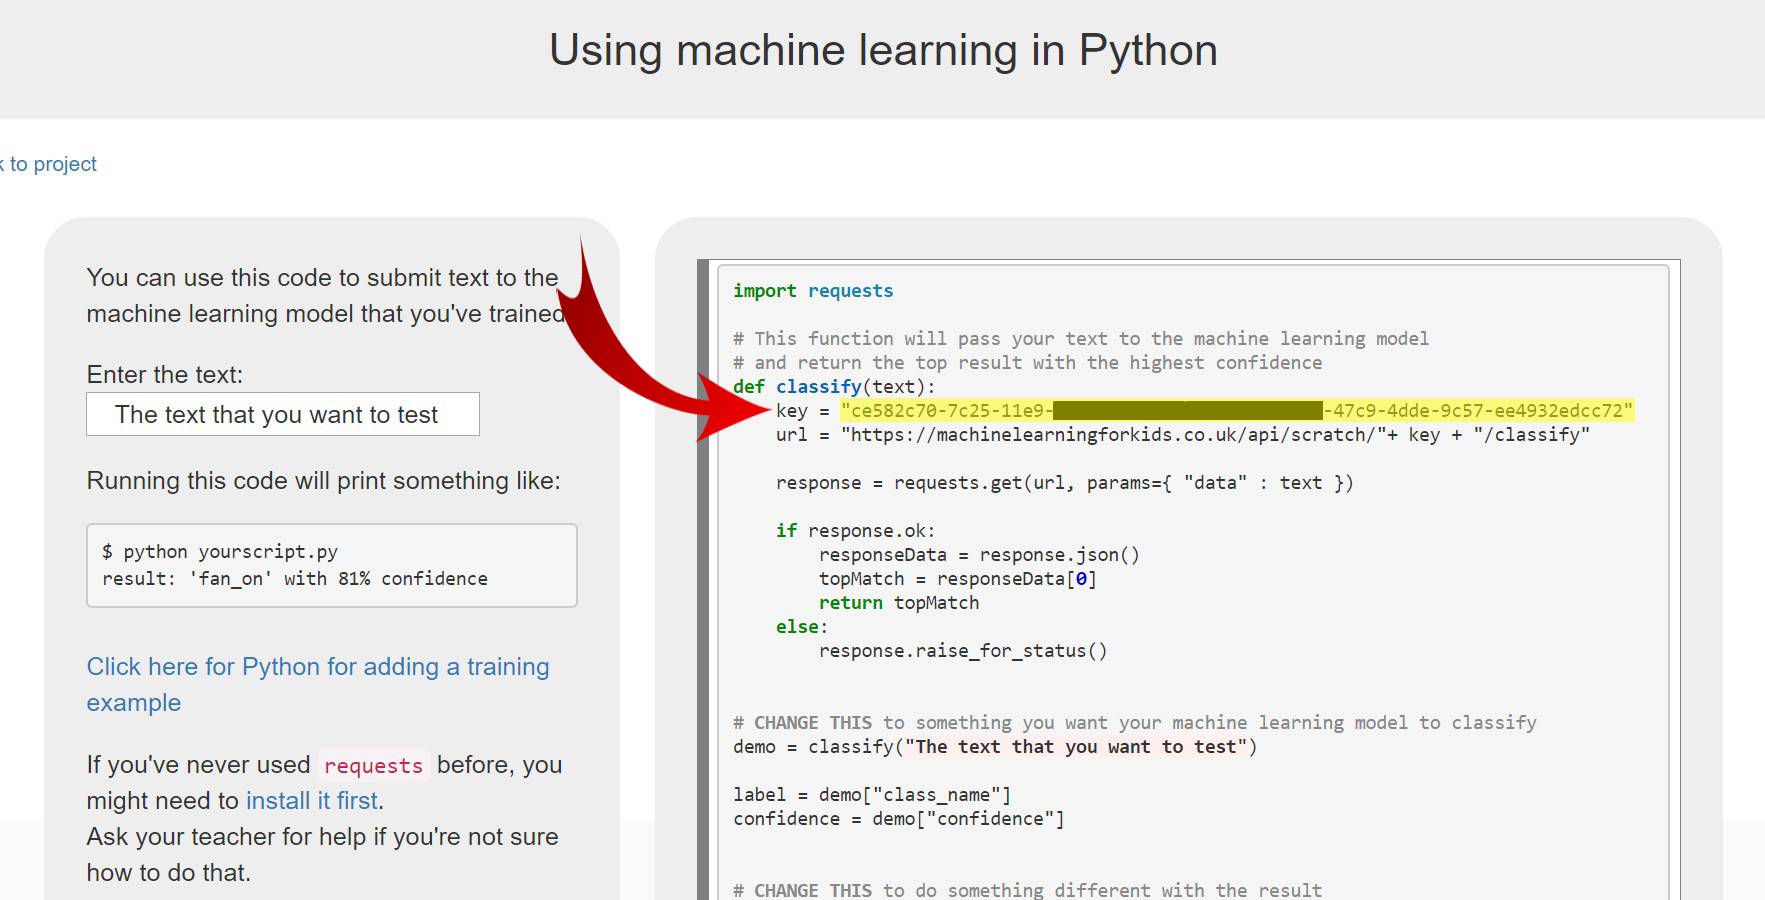 Using machine learning in Python
to project
You can use this code to submit text to the
machine learning model that you've trained
Enter the text:
The text that you want to test
Running this code will print something like:
$ python yourscript.py
result: 'fan_on' with 81% confidence
Click here for Python for adding a training
example
If you've never used requests before, you
might need to install it first.
Ask your teacher for help if you're not sure
how to do that.
import requests
# This function will pass your text to the machine learning model
# and return the top result with the highest confidence
def classify(text):
key = "ce582c70-7c25-11e9- -47c9-4dde-9c57-ee4932edcc72"
url = "https://machinelearningforkids.co.uk/api/scratch/"+ key + "/classify"
response = requests.get(url, params={ "data" : text })
if response.ok:
responseData = response.json()
topMatch = responseData[0]
return topMatch
else:
response.raise_for_status()
# CHANGE THIS to something you want your machine learning model to classify
demo = classify("The text that you want to test")
label = demo["class_name"]
confidence = demo["confidence"]
# CHANGE THIS to do something different with the result